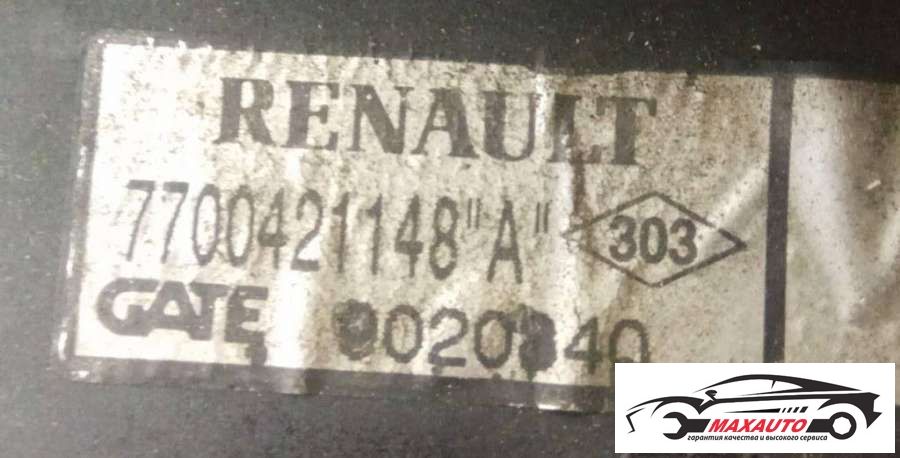 RENAULT
7700421148"A" 303
GATE
MAXAUTO
гарантия качества и высокого сервиса